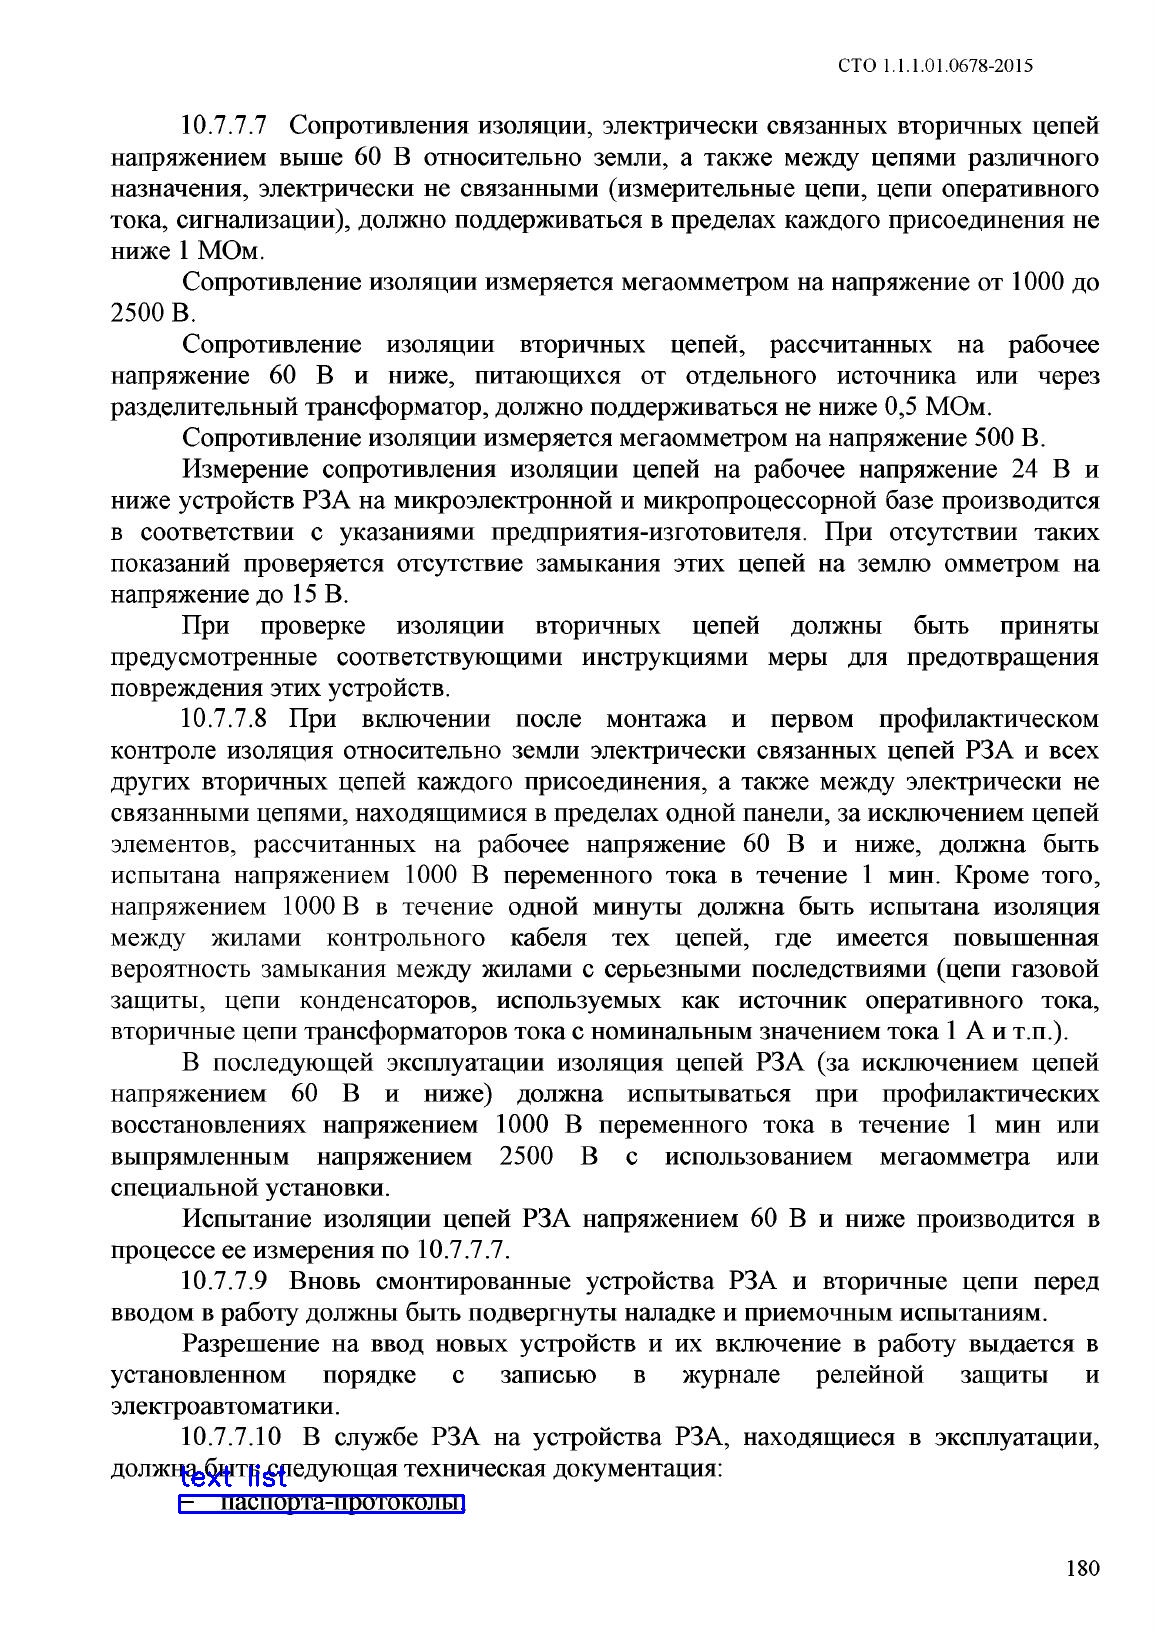 СТО 1.1.1.01.0678-2015
10.7.7.7 Сопротивления изоляции, электрически связанных вторичных цепей
напряжением выше 60 В относительно земли, а также между цепями различного
назначения, электрически не связанными (измерительные цепи, цепи оперативного
тока, сигнализации), должно поддерживаться в пределах каждого присоединения не
ниже 1 МОм.
Сопротивление изоляции измеряется мегаомметром на напряжение от 1000 до
2500 В.
Сопротивление изоляции вторичных цепей, рассчитанных на рабочее
напряжение 60 В и ниже, питающихся от отдельного источника или через
разделительный трансформатор, должно поддерживаться не ниже 0,5 МОм.
Сопротивление изоляции измеряется мегаомметром на напряжение 500 В.
Измерение сопротивления изоляции цепей на рабочее напряжение 24 В и
ниже устройств РЗА на микроэлектронной и микропроцессорной базе производится
в соответствии с указаниями предприятия-изготовителя. При отсутствии таких
показаний проверяется отсутствие замыкания этих цепей на землю омметром на
напряжение до 15 В.
При проверке изоляции вторичных цепей должны быть приняты
предусмотренные соответствующими инструкциями меры для предотвращения
повреждения этих устройств.
10.7.7.8 При включении после монтажа и первом профилактическом
контроле изоляция относительно земли электрически связанных цепей РЗА и всех
других вторичных цепей каждого присоединения, а также между электрически не
связанными цепями, находящимися в пределах одной панели, за исключением цепей
элементов, рассчитанных на рабочее напряжение 60 В и ниже, должна быть
испытана напряжением 1000 В переменного тока в течение 1 мин. Кроме того,
напряжением 1000 В в течение одной минуты должна быть испытана изоляция
между жилами контрольного кабеля тех цепей, где имеется повышенная
вероятность замыкания между жилами с серьезными последствиями (цепи газовой
защиты, цепи конденсаторов, используемых как источник оперативного тока,
вторичные цепи трансформаторов тока с номинальным значением тока 1 А и т.п.).
В последующей эксплуатации изоляция цепей РЗА (за исключением цепей
напряжением 60 В и ниже) должна испытываться при профилактических
восстановлениях напряжением 1000 В переменного тока в течение 1 мин или
выпрямленным напряжением 2500 В с использованием мегаомметра или
специальной установки.
Испытание изоляции цепей РЗА напряжением 60 В и ниже производится в
процессе ее измерения по 10.7.7.7.
10.7.7.9 Вновь смонтированные устройства РЗА и вторичные цепи перед
вводом в работу должны быть подвергнуты наладке и приемочным испытаниям.
Разрешение на ввод новых устройств и их включение в работу выдается в
установленном порядке с записью в журнале релейной защиты и
электроавтоматики.
10.7.7.10 В службе РЗА на устройства РЗА, находящиеся в эксплуатации,
должна быть следующая техническая документация:
text list
– паспорта-протоколы;
180